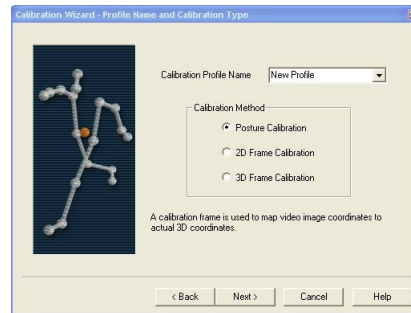 Calibration Wizard - Profile Name and Calibration Type
Calibration Profile Name
New Profile
Calibration Method
Posture Calibration
2D Frame Calibration
3D Frame Calibration
A calibration frame is used to map video image coordinates to
actual 3D coordinates.
< Back
Next >
Cancel
Help